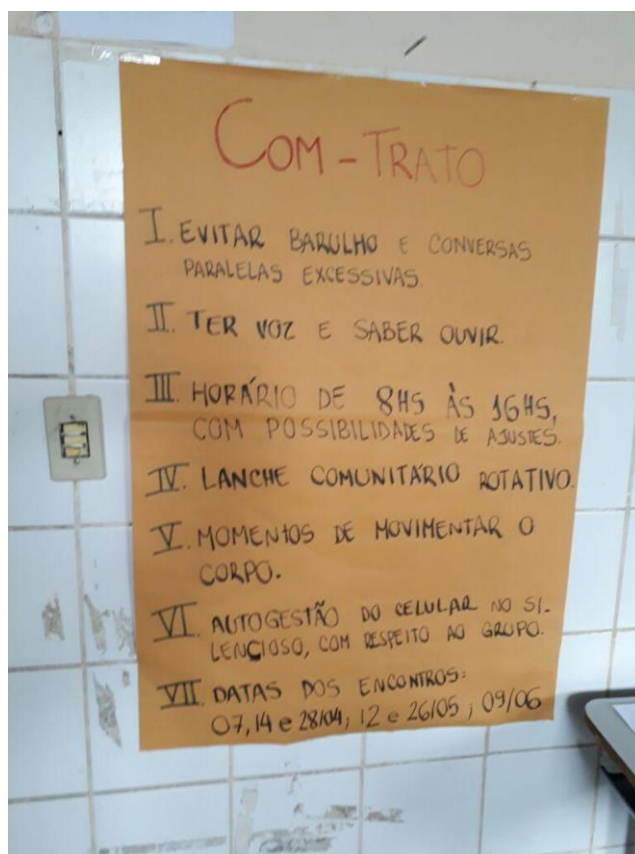 COM - TRATO
I. EVITAR BARULHO E CONVERSAS
PARALELAS EXCESSIVAS.
II. TER VOZ E SABER OUVIR.
III. HORÁRIO DE 8HS ÀS 16HS,
COM POSSIBILIDADES DE AJUSTES.
IV. LANCHE COMUNITÁRIO ROTATIVO.
V. MOMENTOS DE MOVIMENTAR O
CORPO.
VI. AUTOGESTÃO DO CELULAR NO SI-
LENCIOSO, COM RESPEITO AO GRUPO.
VII. DATAS DOS ENCONTROS:
07, 14 e 28/04; 12 e 26/05; 09/06